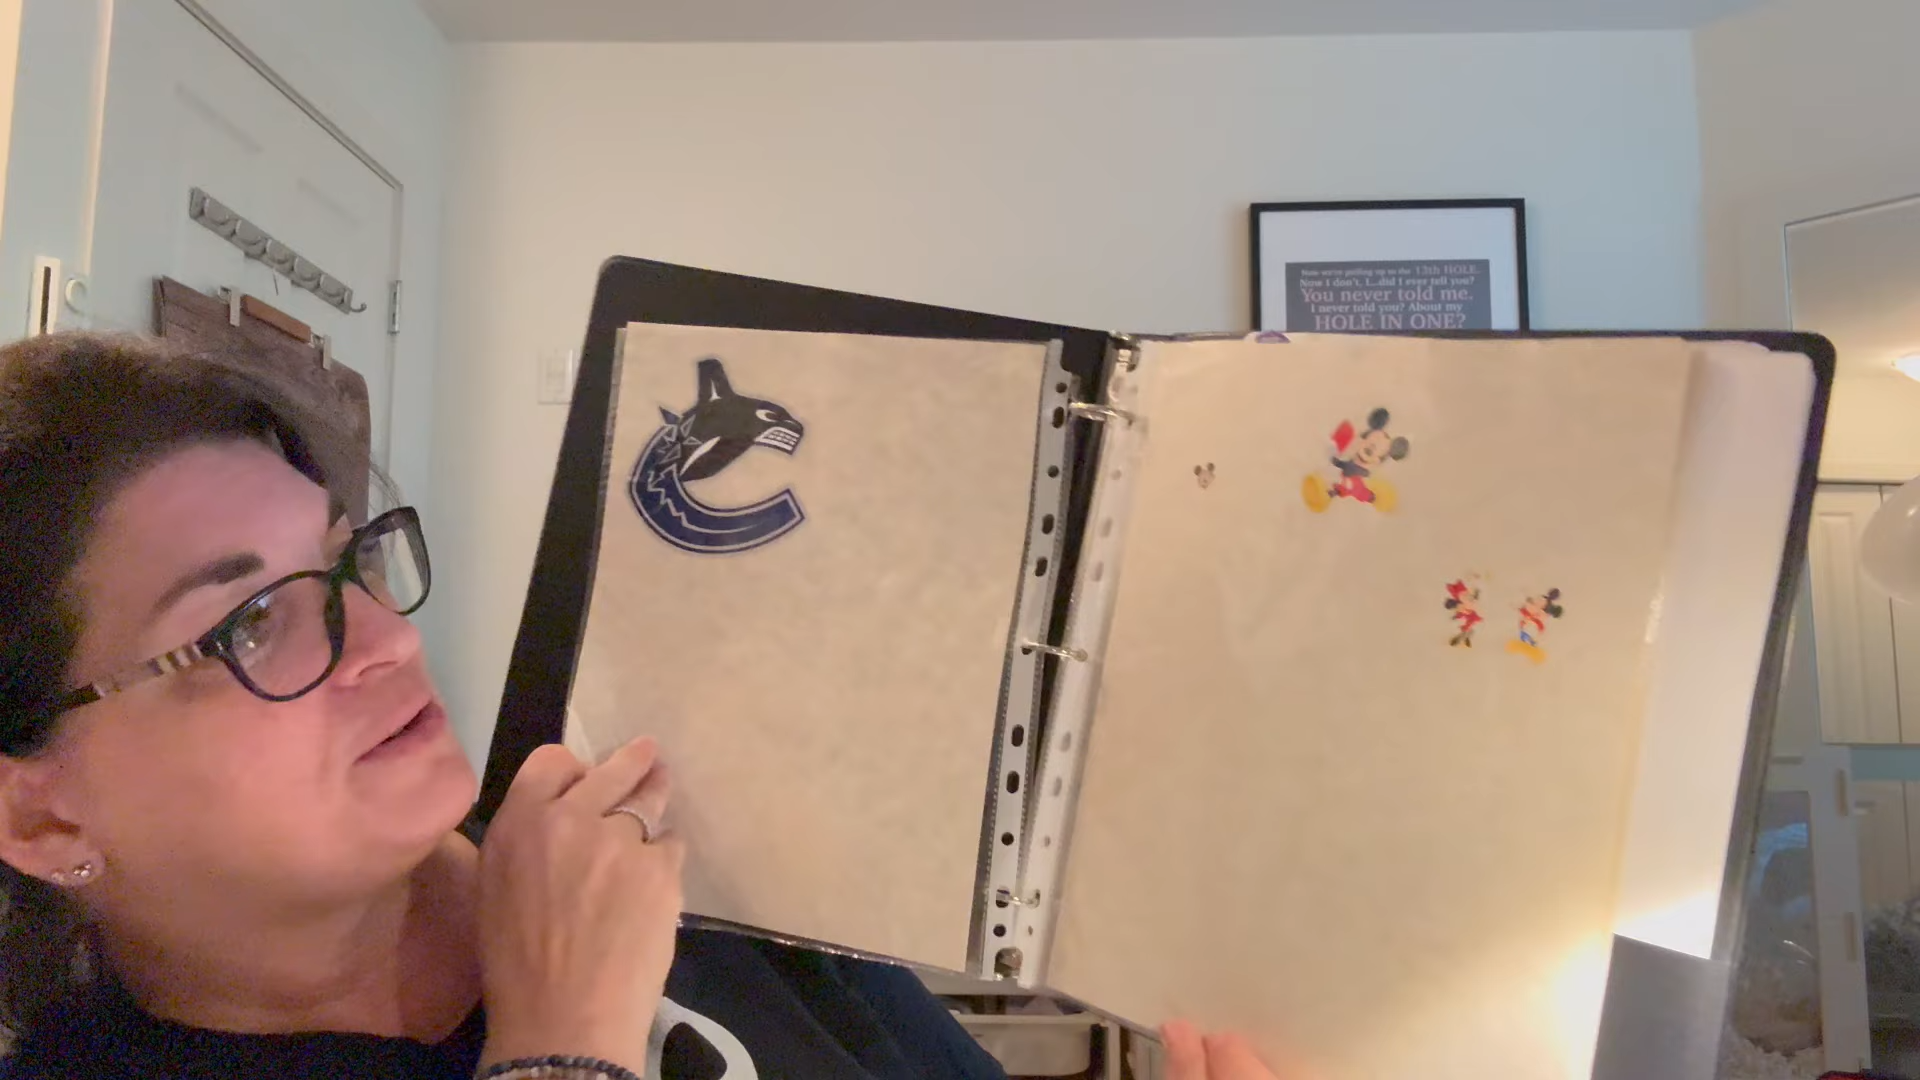 Now we're pulling up to the 13th HOLE.
Now I don't, I...did I ever tell you?
You never told me.
I never told you? About my
HOLE IN ONE?